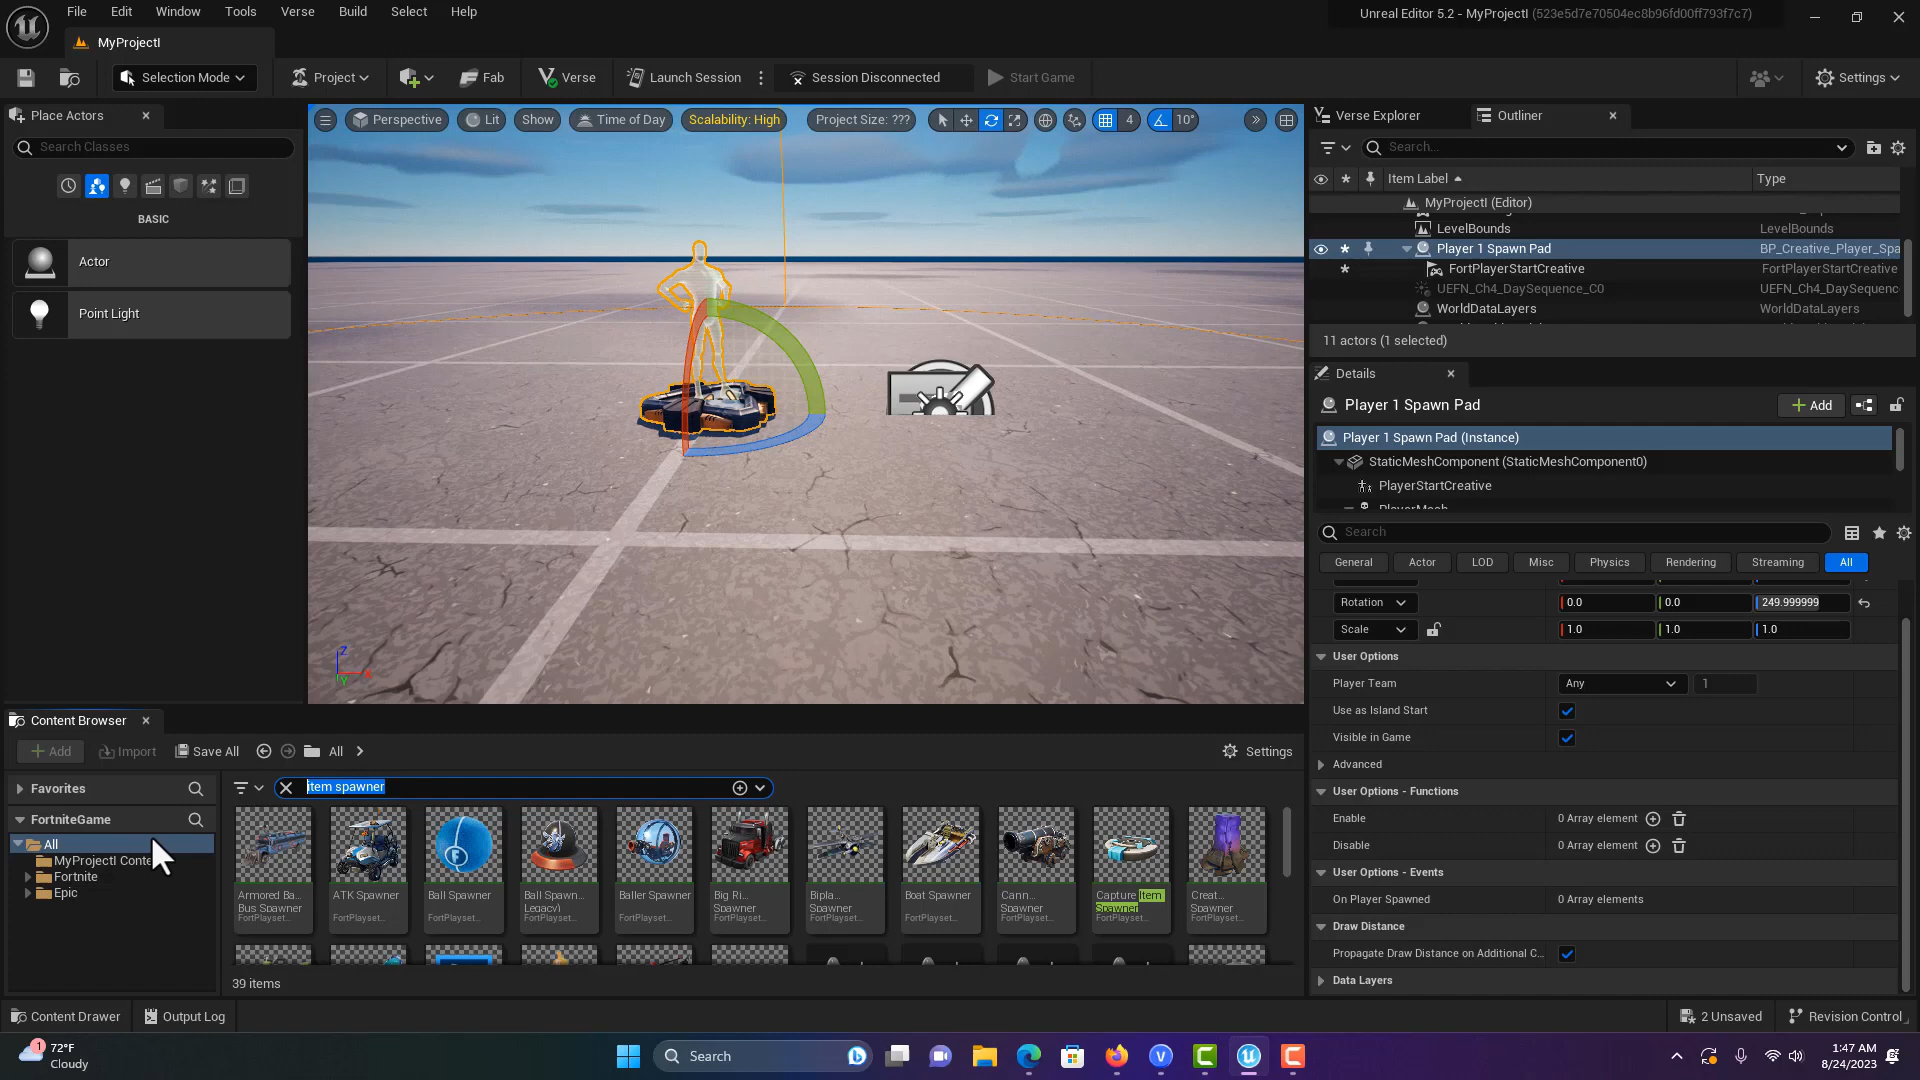 File Edit Window Tools Verse Build Select Help
Unreal Editor 5.2 - MyProjectI (523e5d7e70504ec8b96fd00ff793f7c7)
MyProjectI
Selection Mode Project Fab Verse Launch Session Session Disconnected Start Game Settings
Place Actors
Search Classes
BASIC
Actor
Point Light
Perspective Lit Show Time of Day Scalability: High Project Size: ??? 4 10°
Z
X
Y
Verse Explorer Outliner
Search...
Item Label Type
MyProjectI (Editor)
LevelBounds LevelBounds
Player 1 Spawn Pad BP_Creative_Player_Spa
FortPlayerStartCreative FortPlayerStartCreative
UEFN_Ch4_DaySequence_C0 UEFN_Ch4_DaySequence
WorldDataLayers WorldDataLayers
11 actors (1 selected)
Details
Player 1 Spawn Pad Add
Player 1 Spawn Pad (Instance)
StaticMeshComponent (StaticMeshComponent0)
PlayerStartCreative
PlayerMesh
Search
General Actor LOD Misc Physics Rendering Streaming All
Rotation 0.0 0.0 249.999999
Scale 1.0 1.0 1.0
User Options
Player Team Any 1
Use as Island Start
Visible in Game
Advanced
User Options - Functions
Enable 0 Array element
Disable 0 Array element
User Options - Events
On Player Spawned 0 Array elements
Draw Distance
Propagate Draw Distance on Additional C...
Data Layers
Content Browser
Add Import Save All All Settings
Favorites
FortniteGame
All
MyProjectI Conte
Fortnite
Epic
item spawner
Armored Ba... Bus Spawner FortPlayset...
ATK Spawner FortPlayset...
Ball Spawner FortPlayset...
Ball Spawn... Legacy) FortPlayset...
Baller Spawner FortPlayset...
Big Ri... Spawner FortPlayset...
Bipla... Spawner FortPlayset...
Boat Spawner FortPlayset...
Cann... Spawner FortPlayset...
Capture Item Spawner FortPlayset...
Creat... Spawner FortPlayset...
39 items
Content Drawer Output Log 2 Unsaved Revision Control
1
72°F
Cloudy
Search
1:47 AM
8/24/2023